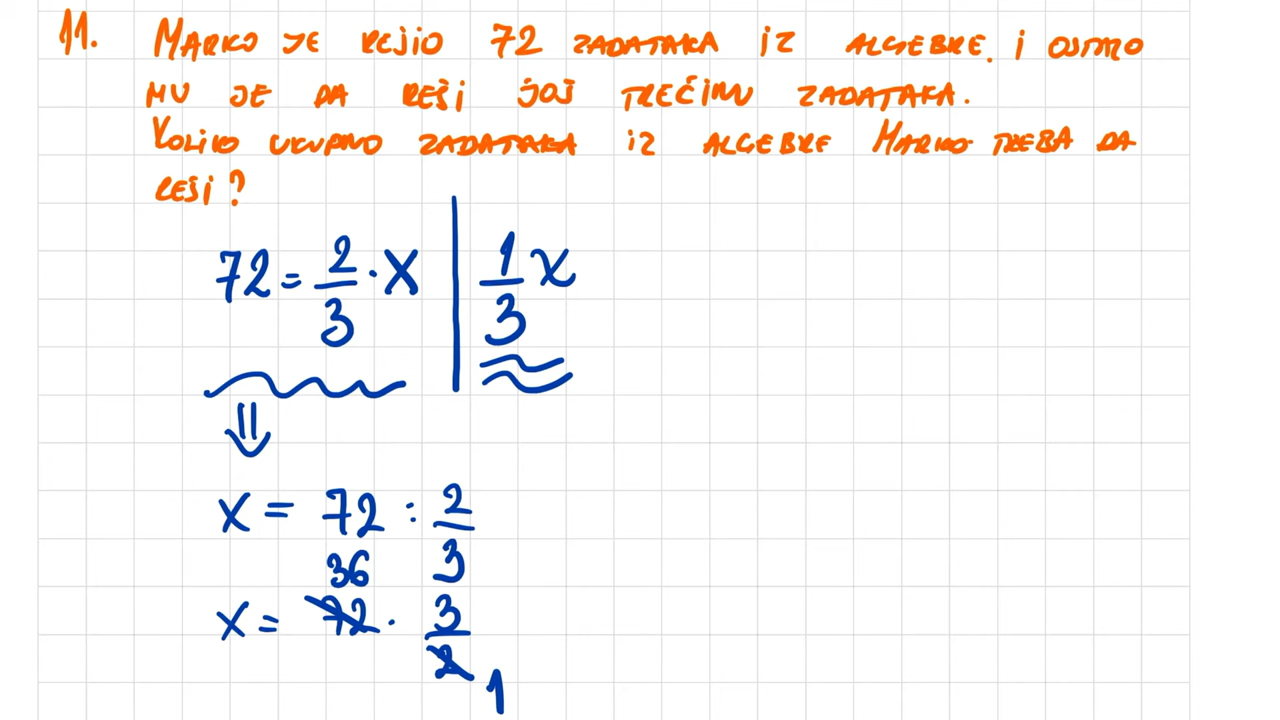 11. MARKO JE REŠIO 72 ZADATAKA IZ ALGEBRE. I OSTALO
MU JE DA REŠI JOŠ TREĆINU ZADATAKA.
KOLIKO UKUPNO ZADATAKA IZ ALGEBRE MARKO TREBA DA
REŠI?
72 = 2/3 · X | 1/3 x
⇓
X = 72 : 2/3
36
X = 72 · 3/2
1